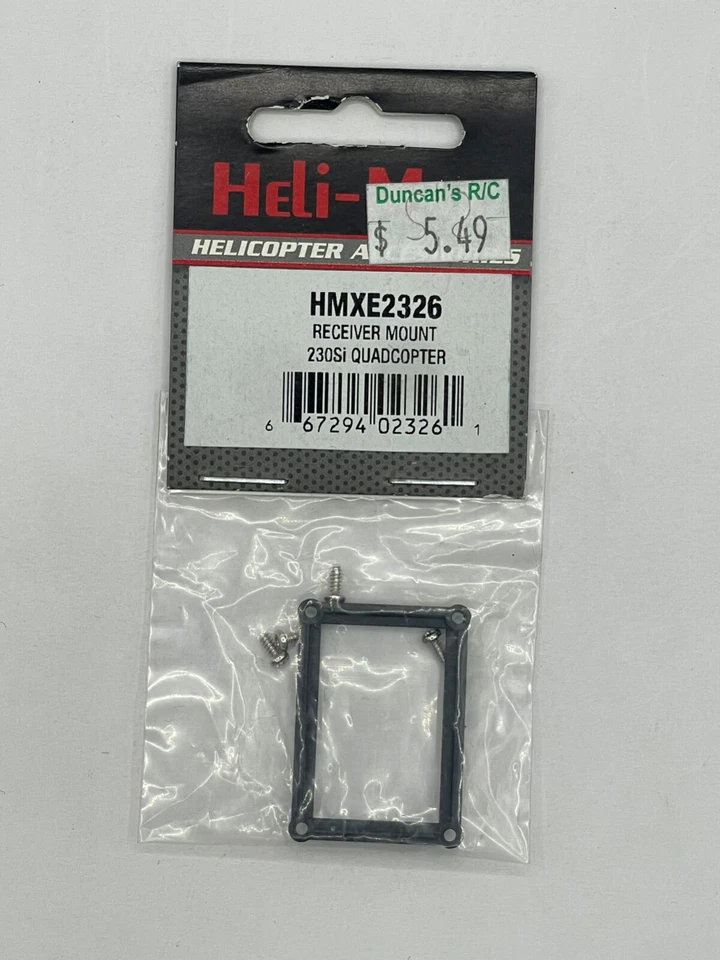 Heli-M
Duncan's R/C
$ 5.49
HELICOPTER A
HMXE2326
RECEIVER MOUNT
230Si QUADCOPTER
6 67294 02326 1